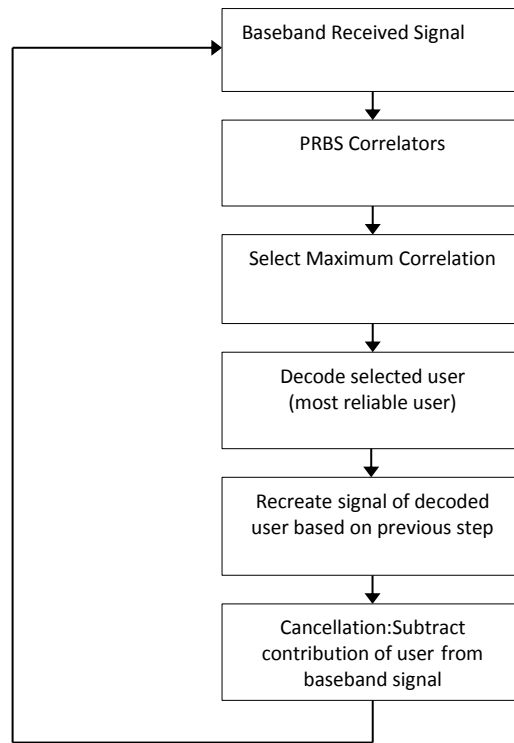 Baseband Received Signal
PRBS Correlators
Select Maximum Correlation
Decode selected user
(most reliable user)
Recreate signal of decoded
user based on previous step
Cancellation:Subtract
contribution of user from
baseband signal